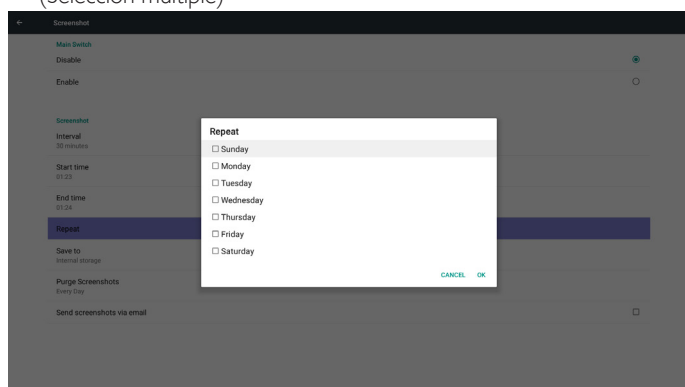 (Selección múltiple)
Screenshot
Main Switch
Disable
Enable
Screenshot
Interval
30 minutes
Start time
01:23
End time
01:24
Repeat
Save to
Internal storage
Purge Screenshots
Every Day
Send screenshots via email
Repeat
Sunday
Monday
Tuesday
Wednesday
Thursday
Friday
Saturday
CANCEL OK